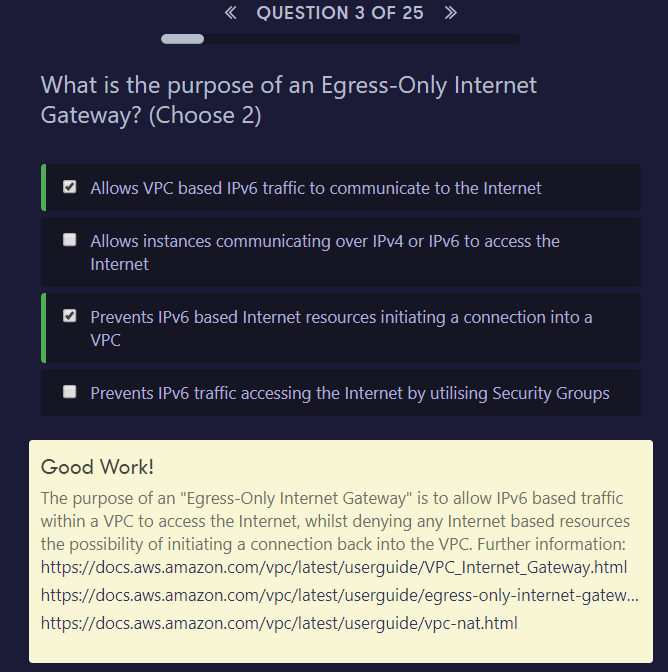 QUESTION 3 OF 25
What is the purpose of an Egress-Only Internet
Gateway? (Choose 2)
Allows VPC based IPv6 traffic to communicate to the Internet
Allows instances communicating over IPv4 or IPv6 to access the
Internet
Prevents IPv6 based Internet resources initiating a connection into a
VPC
Prevents IPv6 traffic accessing the Internet by utilising Security Groups
Good Work!
The purpose of an "Egress-Only Internet Gateway" is to allow IPv6 based traffic
within a VPC to access the Internet, whilst denying any Internet based resources
the possibility of initiating a connection back into the VPC. Further information:
https://docs.aws.amazon.com/vpc/latest/userguide/VPC_Internet_Gateway.html
https://docs.aws.amazon.com/vpc/latest/userguide/egress-only-internet-gatew...
https://docs.aws.amazon.com/vpc/latest/userguide/vpc-nat.html